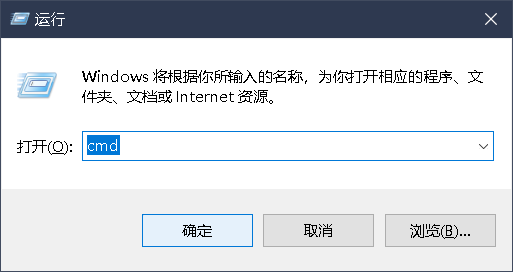 运行
Windows 将根据你所输入的名称，为你打开相应的程序、文
件夹、文档或 Internet 资源。
打开(O): cmd
确定 取消 浏览(B)...